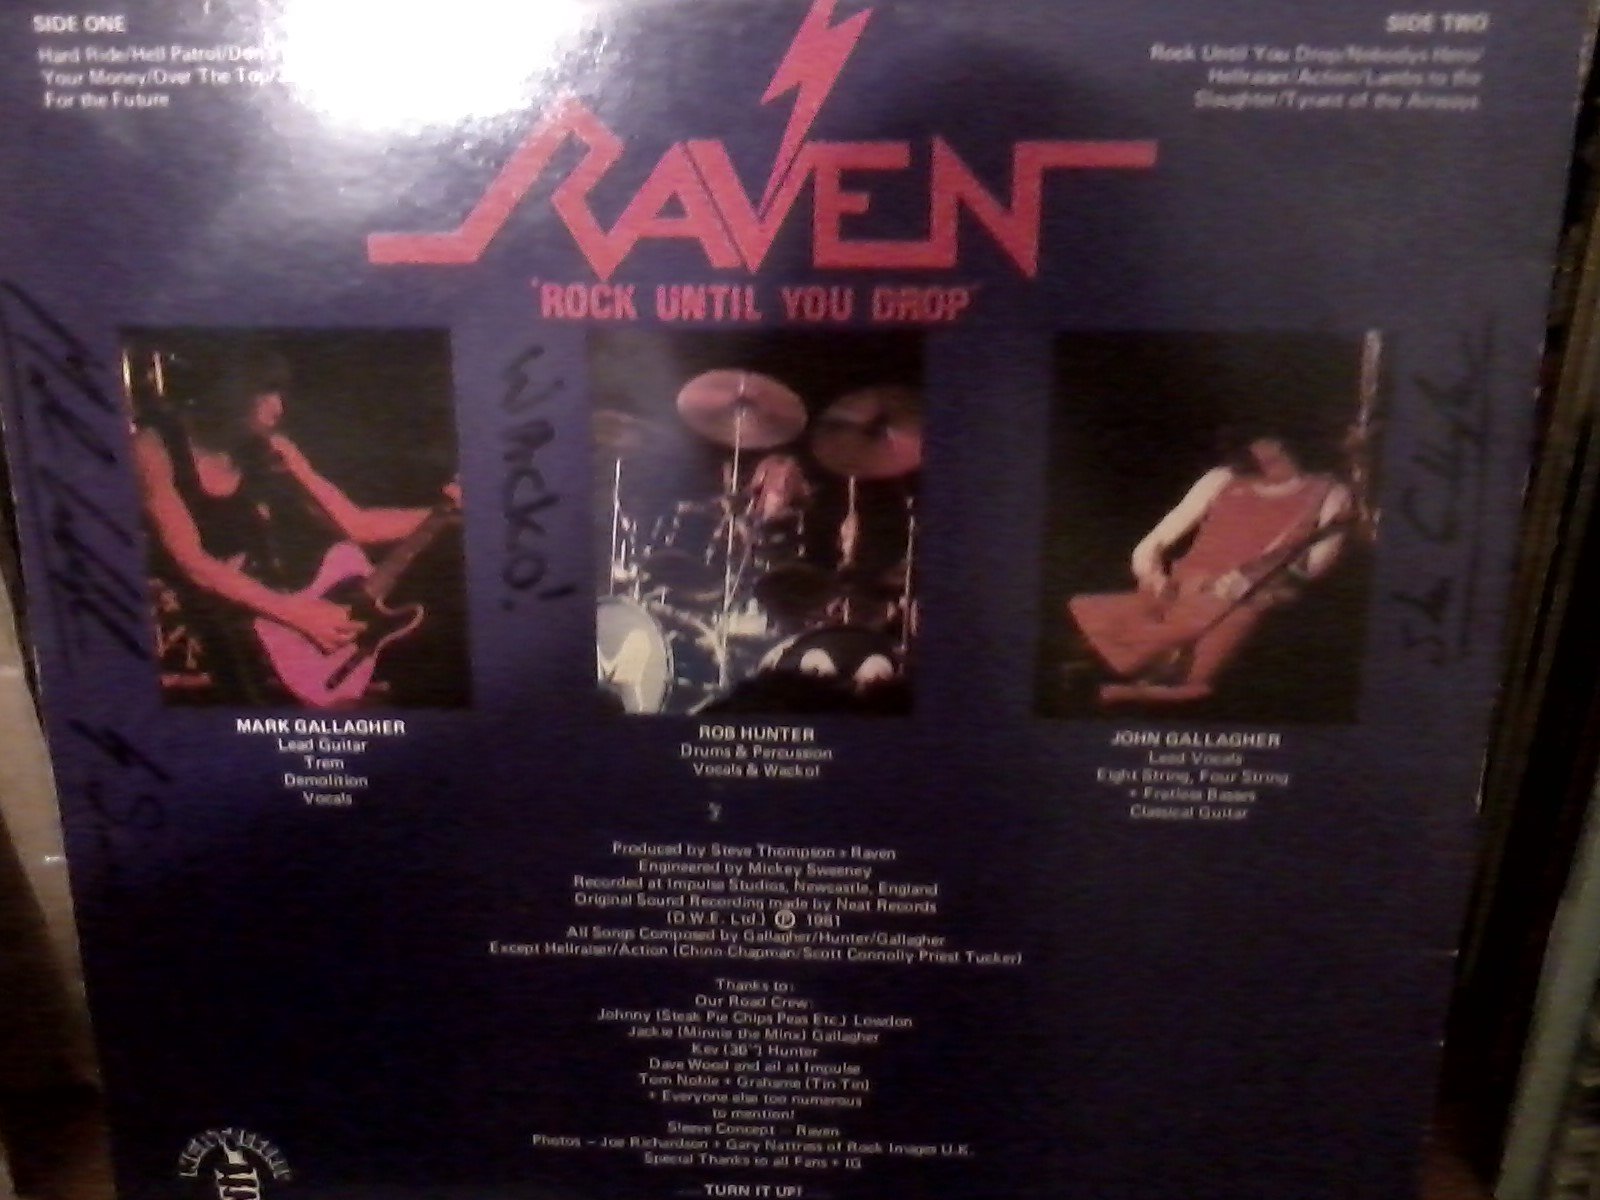 SIDE ONE
Hard Ride/Hell Patrol/Don't
Your Money/Over The Top/
For the Future
SIDE TWO
Rock Until You Drop/Nobodys Hero/
Hellraiser/Action/Lambs to the
Slaughter/Tyrant of the Airways
RAVEN
'ROCK UNTIL YOU DROP'
WACKO!
MARK GALLAGHER
Lead Guitar
Trem
Demolition
Vocals
ROB HUNTER
Drums & Percussion
Vocals & Wacko!
JOHN GALLAGHER
Lead Vocals
Eight String, Four String
+ Fretless Basses
Classical Guitar
Produced by Steve Thompson + Raven
Engineered by Mickey Sweeney
Recorded at Impulse Studios, Newcastle, England
Original Sound Recording made by Neat Records
(D.W.E. Ltd.) Ⓟ 1981
All Songs Composed by Gallagher/Hunter/Gallagher
Except Hellraiser/Action (Chinn Chapman/Scott Connolly Priest Tucker)
Thanks to:
Our Road Crew:
Johnny (Steak Pie Chips Peas Etc.) Lowdon
Jackie (Minnie the Minx) Gallagher
Kev (36") Hunter
Dave Wood and all at Impulse
Tom Noble + Grahame (Tin Tin)
+ Everyone else too numerous
to mention!
Sleeve Concept – Raven
Photos – Joe Richardson + Gary Nattrass of Rock Images U.K.
Special Thanks to all Fans + IG
TURN IT UP!